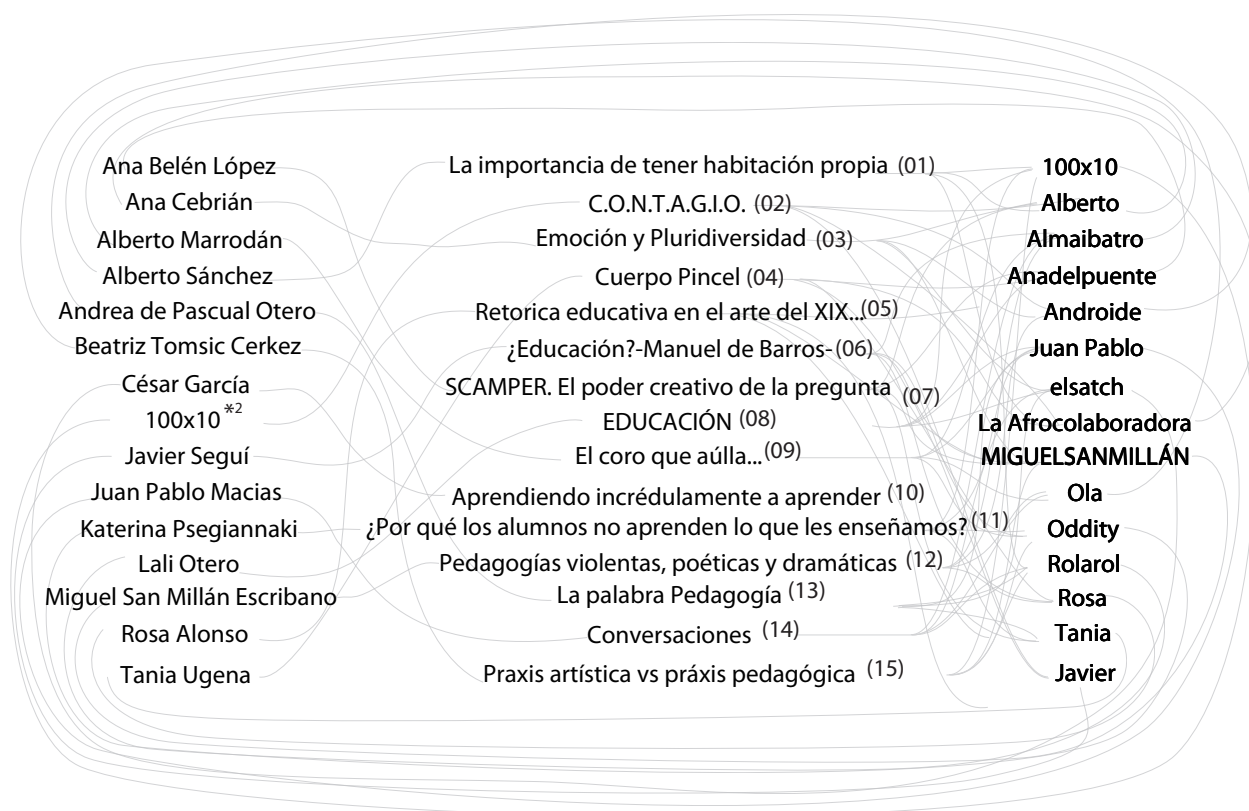 Ana Belén López
Ana Cebrián
Alberto Marrodán
Alberto Sánchez
Andrea de Pascual Otero
Beatriz Tomsic Cerkez
César García
100x10 *2
Javier Seguí
Juan Pablo Macias
Katerina Psegiannaki
Lali Otero
Miguel San Millán Escribano
Rosa Alonso
Tania Ugena
La importancia de tener habitación propia (01)
C.O.N.T.A.G.I.O. (02)
Emoción y Pluridiversidad (03)
Cuerpo Pincel (04)
Retorica educativa en el arte del XIX...(05)
¿Educación?-Manuel de Barros-(06)
SCAMPER. El poder creativo de la pregunta (07)
EDUCACIÓN (08)
El coro que aúlla...(09)
Aprendiendo incrédulamente a aprender (10)
¿Por qué los alumnos no aprenden lo que les enseñamos? (11)
Pedagogías violentas, poéticas y dramáticas (12)
La palabra Pedagogía (13)
Conversaciones (14)
Praxis artística vs práxis pedagógica (15)
100x10
Alberto
Almaibatro
Anadelpuente
Androide
Juan Pablo
elsatch
La Afrocolaboradora
MIGUELSANMILLÁN
Ola
Oddity
Rolarol
Rosa
Tania
Javier